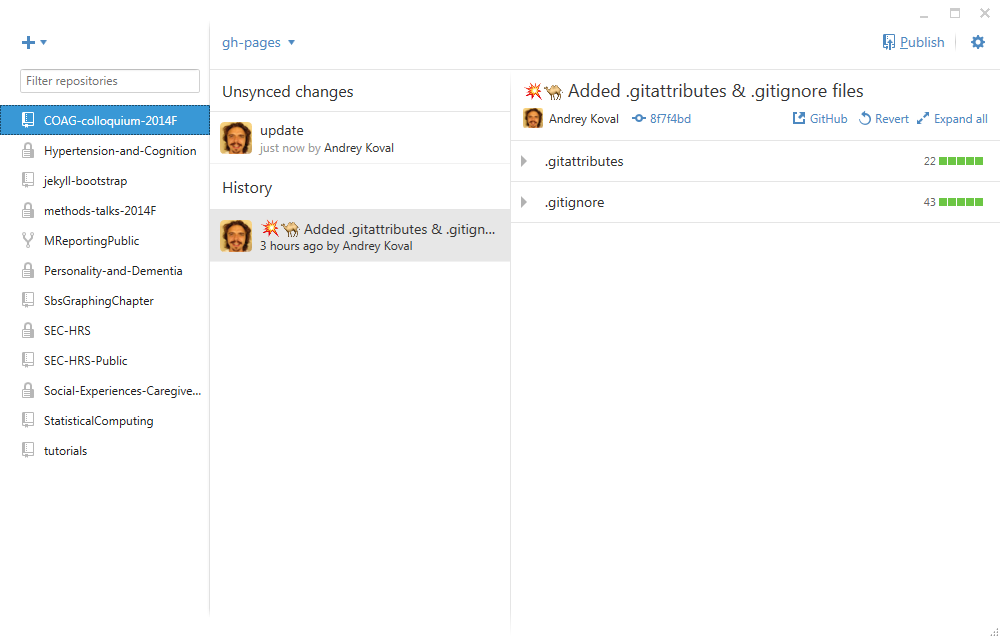 gh-pages
Publish
Filter repositories
COAG-colloquium-2014F
Hypertension-and-Cognition
jekyll-bootstrap
methods-talks-2014F
MReportingPublic
Personality-and-Dementia
SbsGraphingChapter
SEC-HRS
SEC-HRS-Public
Social-Experiences-Caregive...
StatisticalComputing
tutorials
Unsynced changes
update
just now by Andrey Koval
History
💥🐫 Added .gitattributes & .gitign...
3 hours ago by Andrey Koval
💥🐫 Added .gitattributes & .gitignore files
Andrey Koval 8f7f4bd GitHub Revert Expand all
.gitattributes 22
.gitignore 43